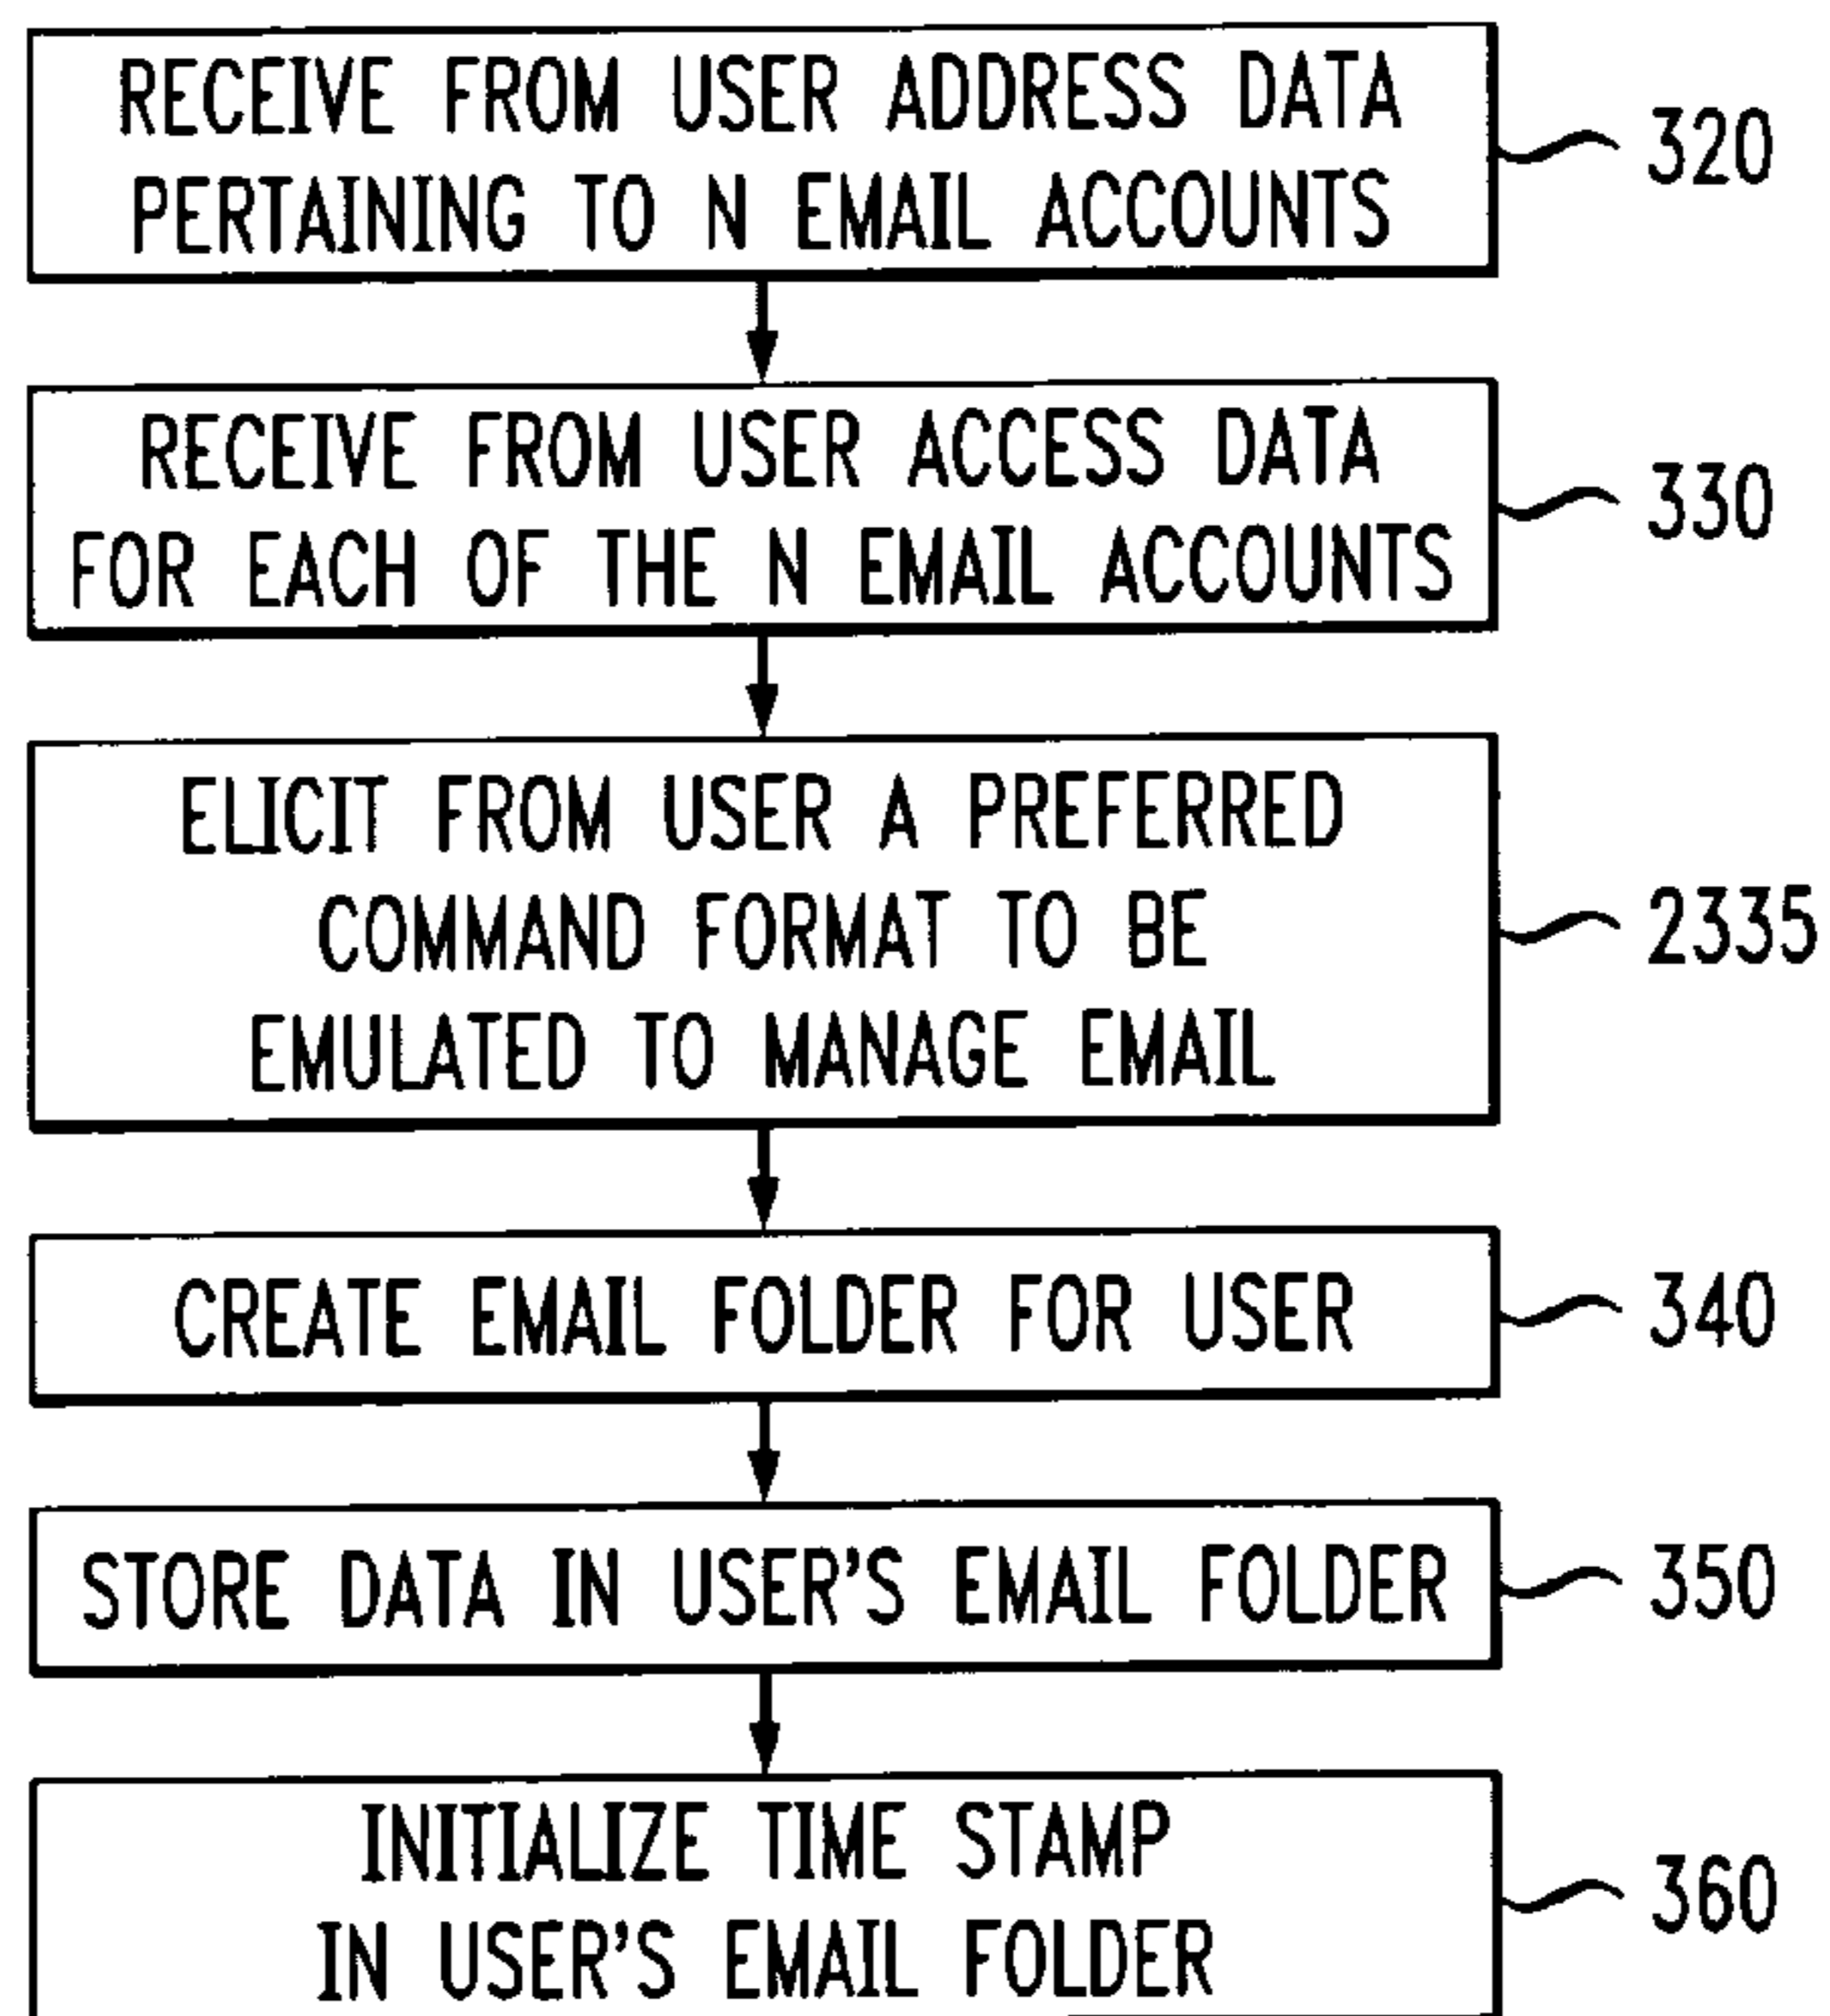 RECEIVE FROM USER ADDRESS DATA
PERTAINING TO N EMAIL ACCOUNTS
320
RECEIVE FROM USER ACCESS DATA
FOR EACH OF THE N EMAIL ACCOUNTS
330
ELICIT FROM USER A PREFERRED
COMMAND FORMAT TO BE
EMULATED TO MANAGE EMAIL
2335
CREATE EMAIL FOLDER FOR USER
340
STORE DATA IN USER'S EMAIL FOLDER
350
INITIALIZE TIME STAMP
IN USER'S EMAIL FOLDER
360